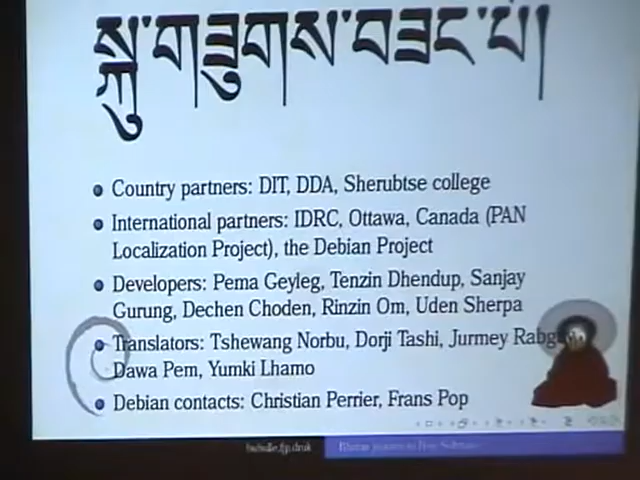 སྐུ་གཟུགས་བཟང་པོ།
Country partners: DIT, DDA, Sherubtse college
International partners: IDRC, Ottawa, Canada (PAN
Localization Project), the Debian Project
Developers: Pema Geyleg, Tenzin Dhendup, Sanjay
Gurung, Dechen Choden, Rinzin Om, Uden Sherpa
Translators: Tshewang Norbu, Dorji Tashi, Jurmey
Dawa Pem, Yumki Lhamo
Debian contacts: Christian Perrier, Frans Pop